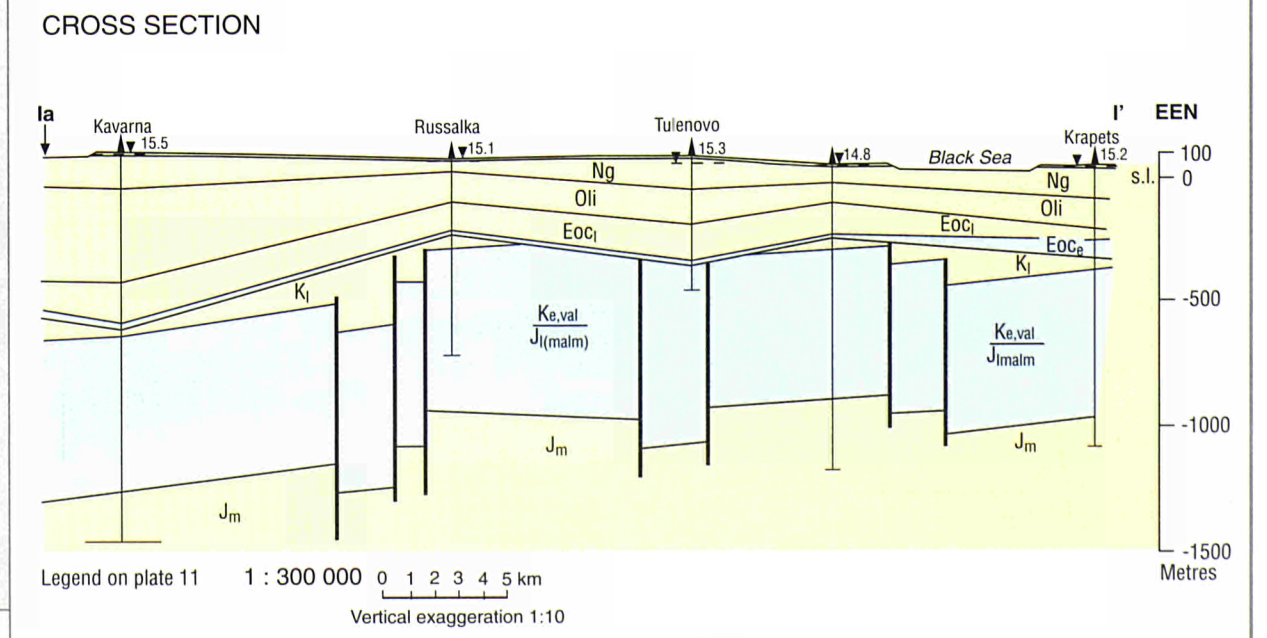 CROSS SECTION
Ia
I' EEN
Kavarna
15.5
Russalka
15.1
Tulenovo
15.3
14.8
Black Sea
Krapets
15.2
100
s.l. 0
Ng
Ng
Oli
Oli
Eocl
Eocl
Eoce
Kl
Kl
-500
Ke,val
Jl(malm)
Ke,val
Jlmalm
-1000
Jm
Jm
Jm
-1500
Metres
Legend on plate 11 1 : 300 000 0 1 2 3 4 5 km
Vertical exaggeration 1:10